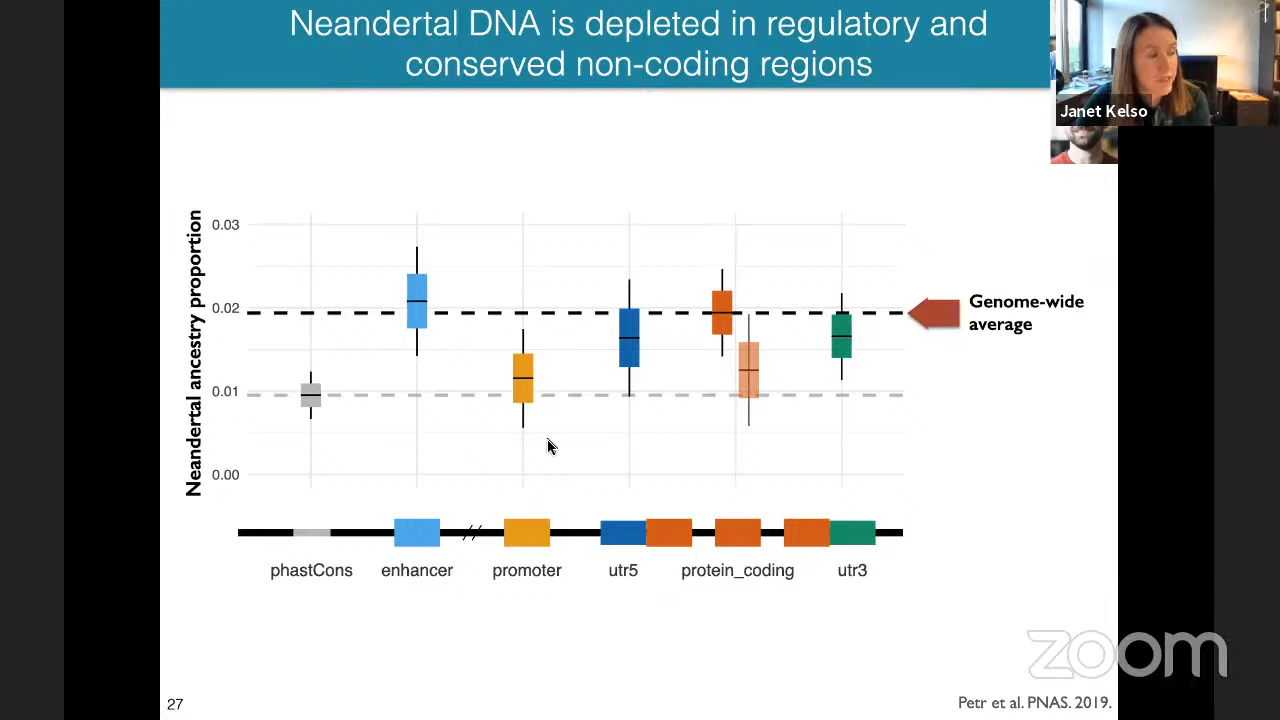 Neandertal DNA is depleted in regulatory and
conserved non-coding regions
Janet Kelso
Neandertal ancestry proportion
0.03
0.02
0.01
0.00
Genome-wide
average
phastCons enhancer promoter utr5 protein_coding utr3
zoom
27
Petr et al. PNAS. 2019.